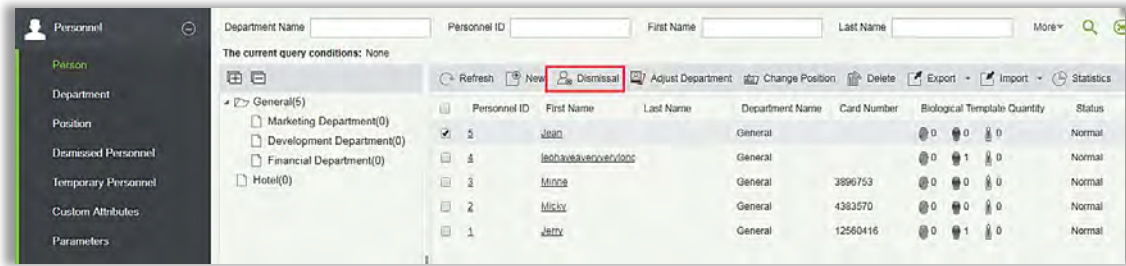 Personnel
Person
Department
Position
Dismissed Personnel
Temporary Personnel
Custom Attributes
Parameters
Department Name Personnel ID First Name Last Name More
The current query conditions: None
Refresh New Dismissal Adjust Department Change Position Delete Export Import Statistics
General(5)
Marketing Department(0)
Development Department(0)
Financial Department(0)
Hotel(0)
Personnel ID First Name Last Name Department Name Card Number Biological Template Quantity Status
5 Jean General 0 0 0 Normal
4 leohaveaveryverylong General 0 1 0 Normal
3 Minne General 3896753 0 0 0 Normal
2 Micky General 4383570 0 0 0 Normal
1 Jerry General 12560416 0 1 0 Normal